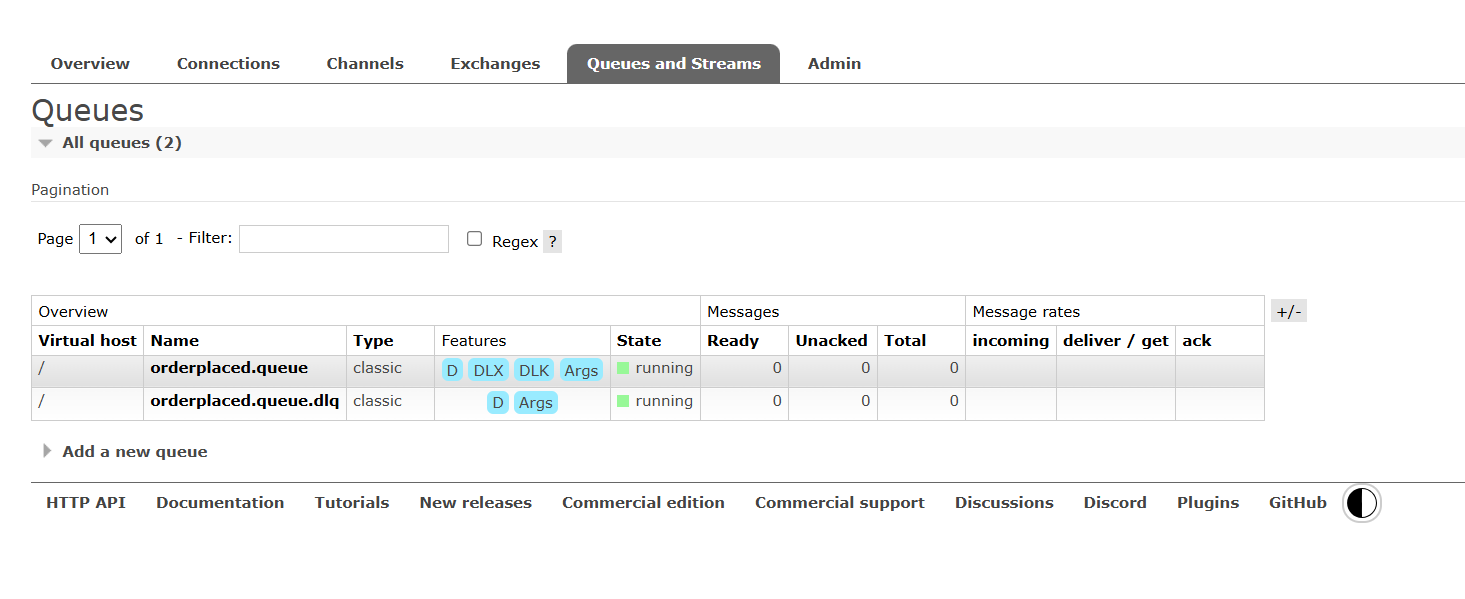 Overview Connections Channels Exchanges Queues and Streams Admin
Queues
All queues (2)
Pagination
Page 1 of 1 - Filter: Regex ?
Overview Messages Message rates +/-
Virtual host Name Type Features State Ready Unacked Total incoming deliver / get ack
/ orderplaced.queue classic D DLX DLK Args running 0 0 0
/ orderplaced.queue.dlq classic D Args running 0 0 0
Add a new queue
HTTP API Documentation Tutorials New releases Commercial edition Commercial support Discussions Discord Plugins GitHub